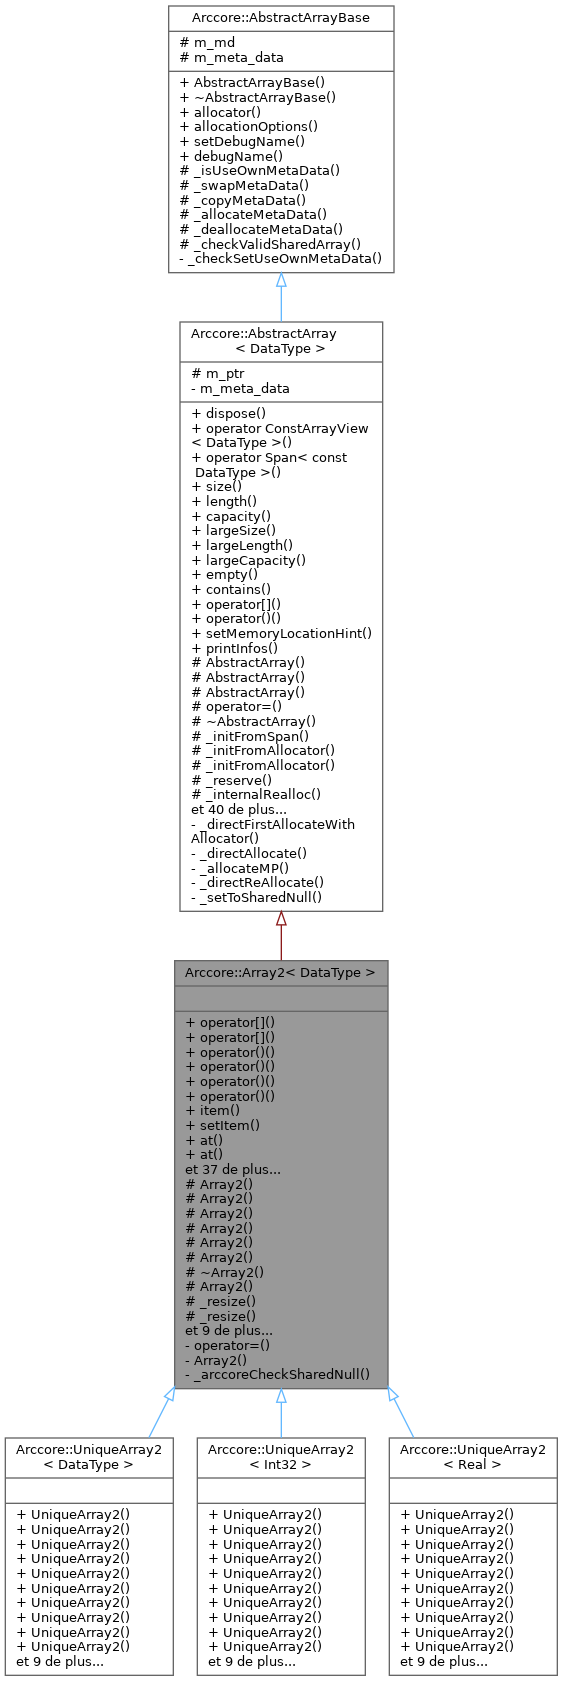 Arccore::AbstractArrayBase
# m_md
# m_meta_data
+ AbstractArrayBase()
+ ~AbstractArrayBase()
+ allocator()
+ allocationOptions()
+ setDebugName()
+ debugName()
# _isUseOwnMetaData()
# _swapMetaData()
# _copyMetaData()
# _allocateMetaData()
# _deallocateMetaData()
# _checkValidSharedArray()
- _checkSetUseOwnMetaData()
Arccore::AbstractArray
< DataType >
# m_ptr
- m_meta_data
+ dispose()
+ operator ConstArrayView
< DataType >()
+ operator Span< const
DataType >()
+ size()
+ length()
+ capacity()
+ largeSize()
+ largeLength()
+ largeCapacity()
+ empty()
+ contains()
+ operator[]()
+ operator()()
+ setMemoryLocationHint()
+ printInfos()
# AbstractArray()
# AbstractArray()
# AbstractArray()
# operator=()
# ~AbstractArray()
# _initFromSpan()
# _initFromAllocator()
# _initFromAllocator()
# _reserve()
# _internalRealloc()
et 40 de plus...
- _directFirstAllocateWith
Allocator()
- _directAllocate()
- _allocateMP()
- _directReAllocate()
- _setToSharedNull()
Arccore::Array2< DataType >
+ operator[]()
+ operator[]()
+ operator()()
+ operator()()
+ operator()()
+ operator()()
+ item()
+ setItem()
+ at()
+ at()
et 37 de plus...
# Array2()
# Array2()
# Array2()
# Array2()
# Array2()
# Array2()
# ~Array2()
# Array2()
# _resize()
# _resize()
et 9 de plus...
- operator=()
- Array2()
- _arccoreCheckSharedNull()
Arccore::UniqueArray2
< DataType >
+ UniqueArray2()
+ UniqueArray2()
+ UniqueArray2()
+ UniqueArray2()
+ UniqueArray2()
+ UniqueArray2()
+ UniqueArray2()
+ UniqueArray2()
+ UniqueArray2()
+ UniqueArray2()
et 9 de plus...
Arccore::UniqueArray2
< Int32 >
+ UniqueArray2()
+ UniqueArray2()
+ UniqueArray2()
+ UniqueArray2()
+ UniqueArray2()
+ UniqueArray2()
+ UniqueArray2()
+ UniqueArray2()
+ UniqueArray2()
+ UniqueArray2()
et 9 de plus...
Arccore::UniqueArray2
< Real >
+ UniqueArray2()
+ UniqueArray2()
+ UniqueArray2()
+ UniqueArray2()
+ UniqueArray2()
+ UniqueArray2()
+ UniqueArray2()
+ UniqueArray2()
+ UniqueArray2()
+ UniqueArray2()
et 9 de plus...